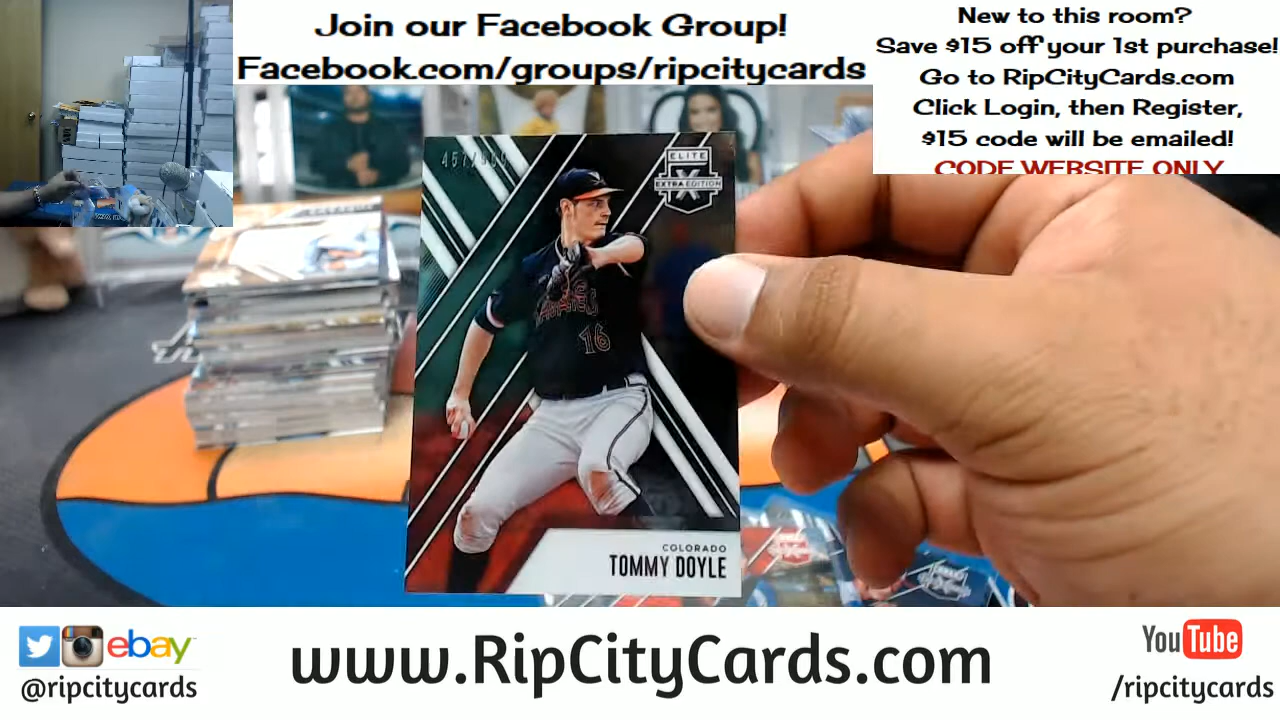 Join our Facebook Group!
Facebook.com/groups/ripcitycards
New to this room?
Save $15 off your 1st purchase!
Go to RipCityCards.com
Click Login, then Register,
$15 code will be emailed!
CODE WEBSITE ONLY
ELITE
EXTRA EDITION
16
COLORADO
TOMMY DOYLE
ebay
@ripcitycards
www.RipCityCards.com
YouTube
/ripcitycards